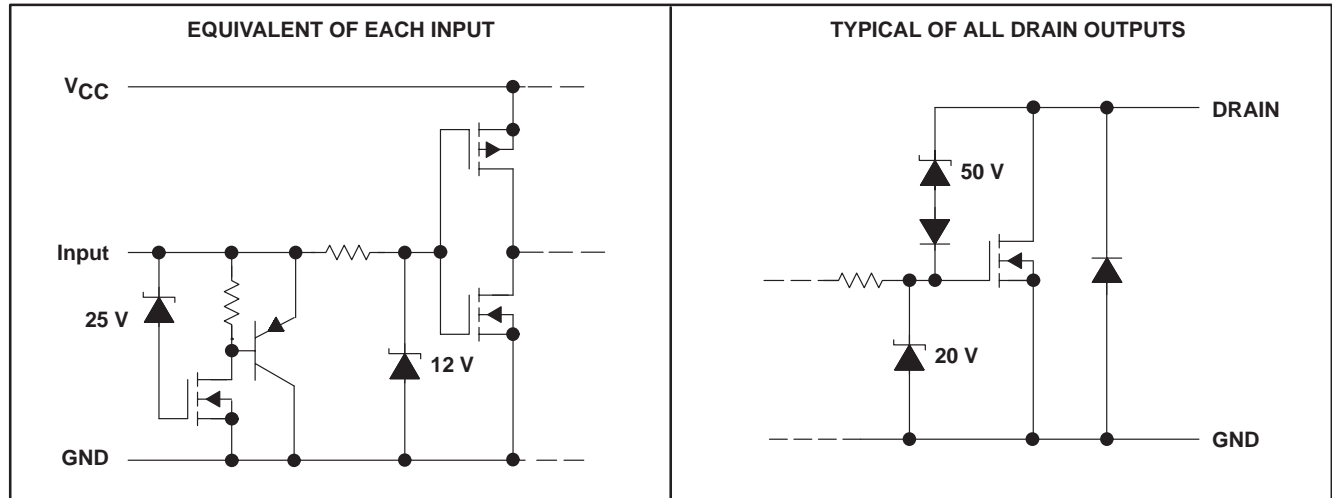 EQUIVALENT OF EACH INPUT
VCC
Input
25 V
12 V
GND
TYPICAL OF ALL DRAIN OUTPUTS
DRAIN
50 V
20 V
GND